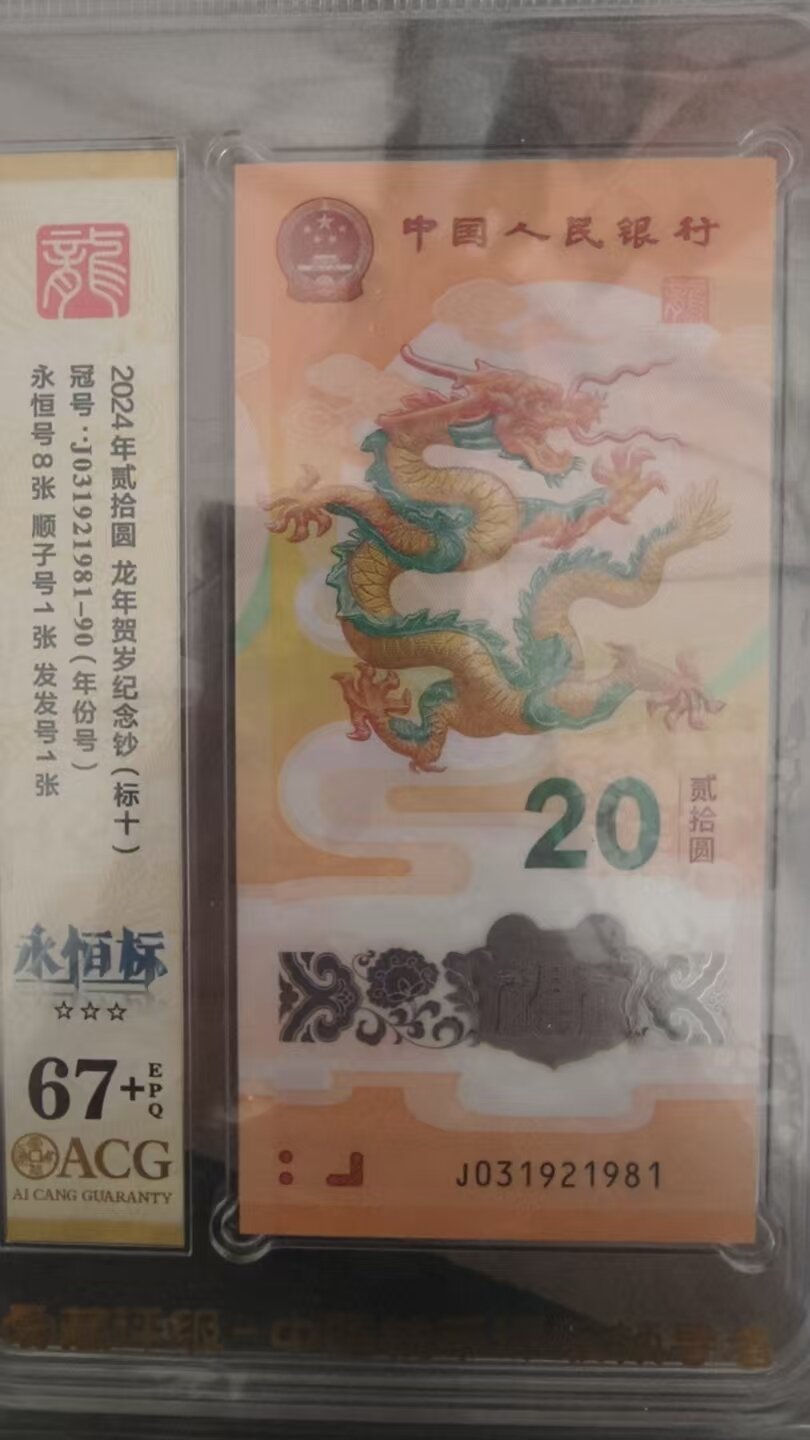 龍
2024年贰拾圆 龙年贺岁纪念钞(标十)
冠号:J031921981-90(年份号)
永恒号8张 顺子号1张 发发号1张
永恒标
☆☆☆
67+EPQ
ACG
AI CANG GUARANTY
中国人民银行
龍
20
贰拾圆
J031921981